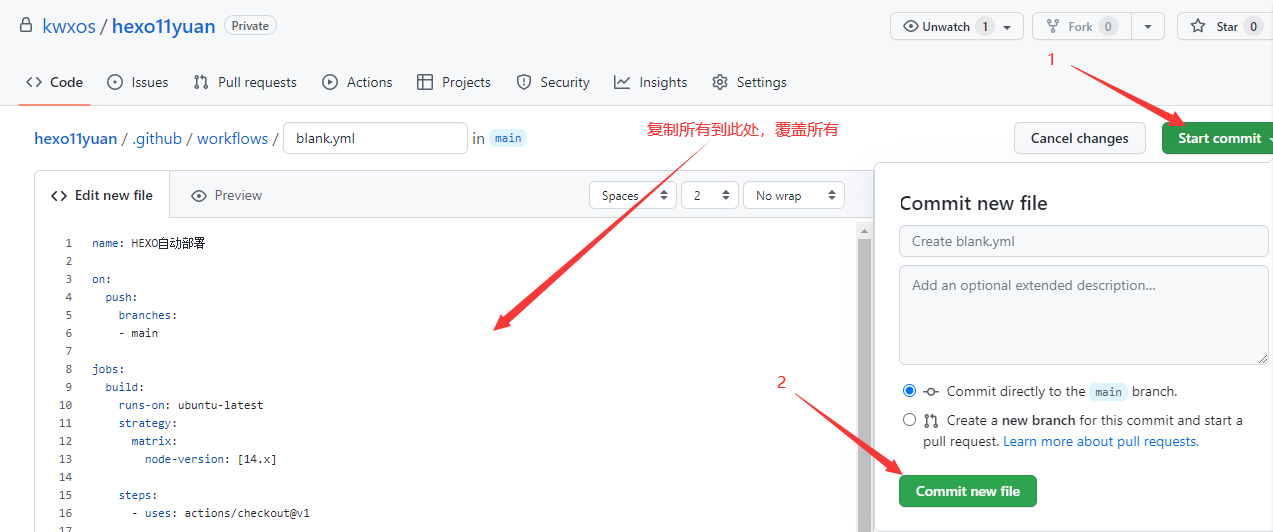 kwxos / hexo11yuan Private
Unwatch 1 Fork 0 Star 0
1
Code Issues Pull requests Actions Projects Security Insights Settings
复制所有到此处，覆盖所有
hexo11yuan / .github / workflows / blank.yml in main
Cancel changes Start commit
Edit new file Preview
Spaces 2 No wrap
1 name: HEXO自动部署
2
3 on:
4 push:
5 branches:
6 - main
7
8 jobs:
9 build:
10 runs-on: ubuntu-latest
11 strategy:
12 matrix:
13 node-version: [14.x]
14
15 steps:
16 - uses: actions/checkout@v1
17
Commit new file
Create blank.yml
Add an optional extended description…
2
Commit directly to the main branch.
Create a new branch for this commit and start a
pull request. Learn more about pull requests.
Commit new file